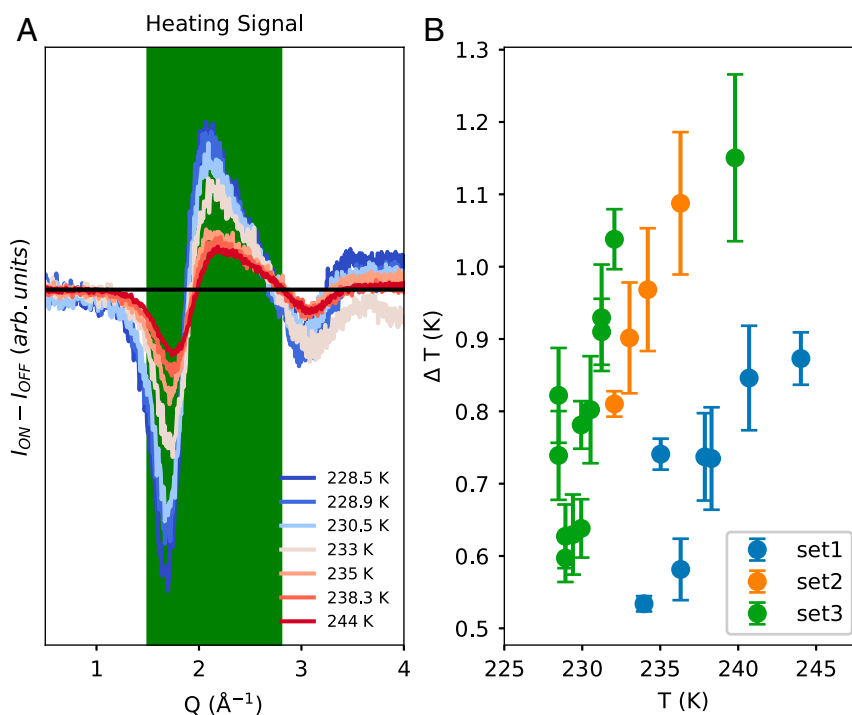 A
Heating Signal
I_ON − I_OFF (arb. units)
228.5 K
228.9 K
230.5 K
233 K
235 K
238.3 K
244 K
1
2
3
4
Q (Å⁻¹)
B
1.3
1.2
1.1
1.0
0.9
0.8
0.7
0.6
0.5
Δ T (K)
set1
set2
set3
225
230
235
240
245
T (K)